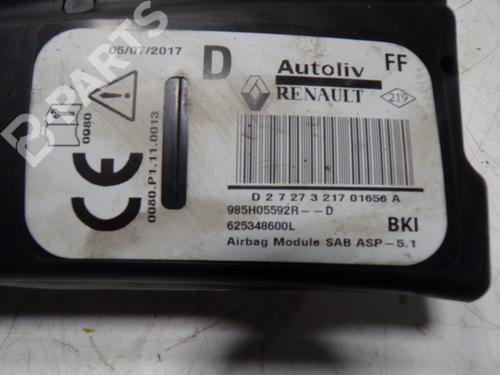 05/07/2017
D
Autoliv
FF
RENAULT
219
0080
0080.P1.11.0013
CE
D 2 7 27 3 217 01656 A
985H05592R--D
625348600L
BKI
Airbag Module SAB ASP-5.1
B-PARTS